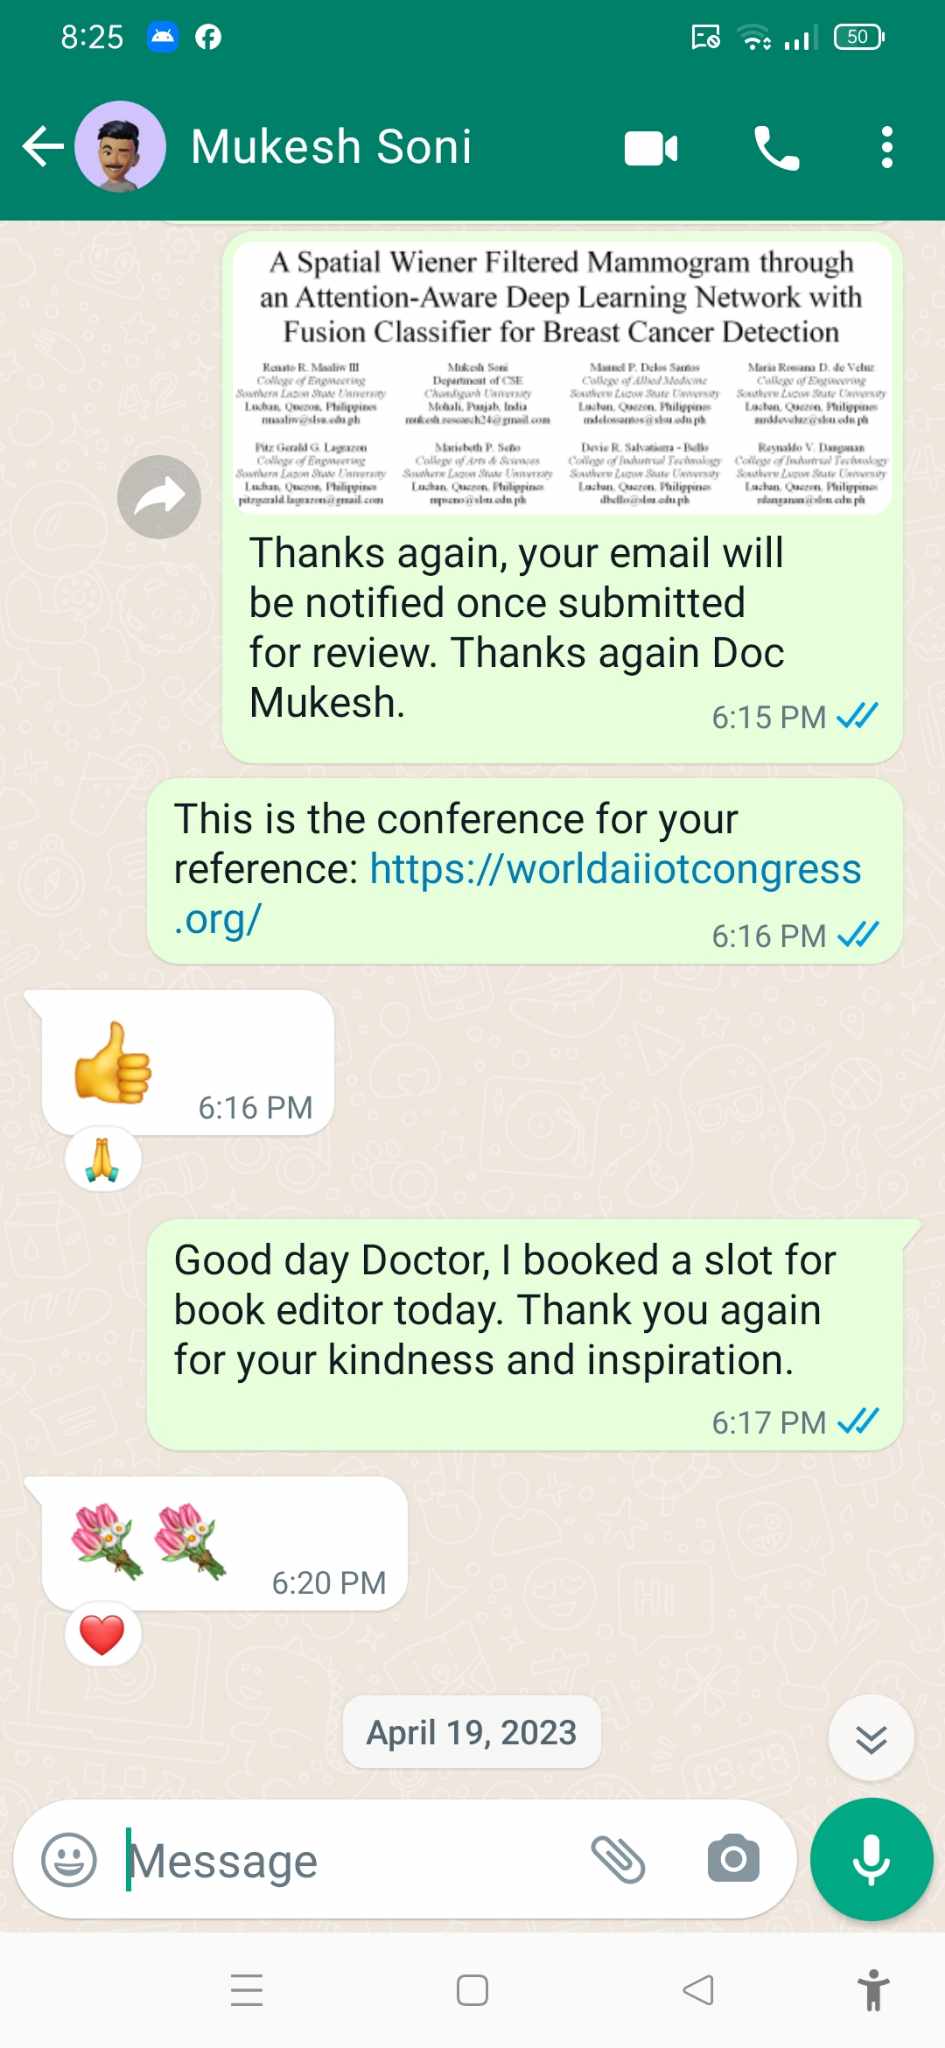 8:25
50
Mukesh Soni
A Spatial Wiener Filtered Mammogram through
an Attention-Aware Deep Learning Network with
Fusion Classifier for Breast Cancer Detection
Renato R. Maaliw III
College of Engineering
Southern Luzon State University
Lucban, Quezon, Philippines
rmaaliw@slsu.edu.ph
Mukesh Soni
Department of CSE
Chandigarh University
Mohali, Punjab, India
mukesh.research24@gmail.com
Manuel P. Delos Santos
College of Allied Medicine
Southern Luzon State University
Lucban, Quezon, Philippines
mdelossantos@slsu.edu.ph
Maria Rossana D. de Veluz
College of Engineering
Southern Luzon State University
Lucban, Quezon, Philippines
mrddeveluz@slsu.edu.ph
Pitz Gerald G. Lagrazon
College of Engineering
Southern Luzon State University
Lucban, Quezon, Philippines
pitzgerald.lagrazon@gmail.com
Mariebeth P. Seño
College of Arts & Sciences
Southern Luzon State University
Lucban, Quezon, Philippines
mpseno@slsu.edu.ph
Devie R. Salvatierra - Bello
College of Industrial Technology
Southern Luzon State University
Lucban, Quezon, Philippines
dbello@slsu.edu.ph
Reynaldo V. Danganan
College of Industrial Technology
Southern Luzon State University
Lucban, Quezon, Philippines
rdanganan@slsu.edu.ph
Thanks again, your email will
be notified once submitted
for review. Thanks again Doc
Mukesh.
6:15 PM
This is the conference for your
reference: https://worldaiiotcongress
.org/
6:16 PM
6:16 PM
Good day Doctor, I booked a slot for
book editor today. Thank you again
for your kindness and inspiration.
6:17 PM
6:20 PM
April 19, 2023
Message